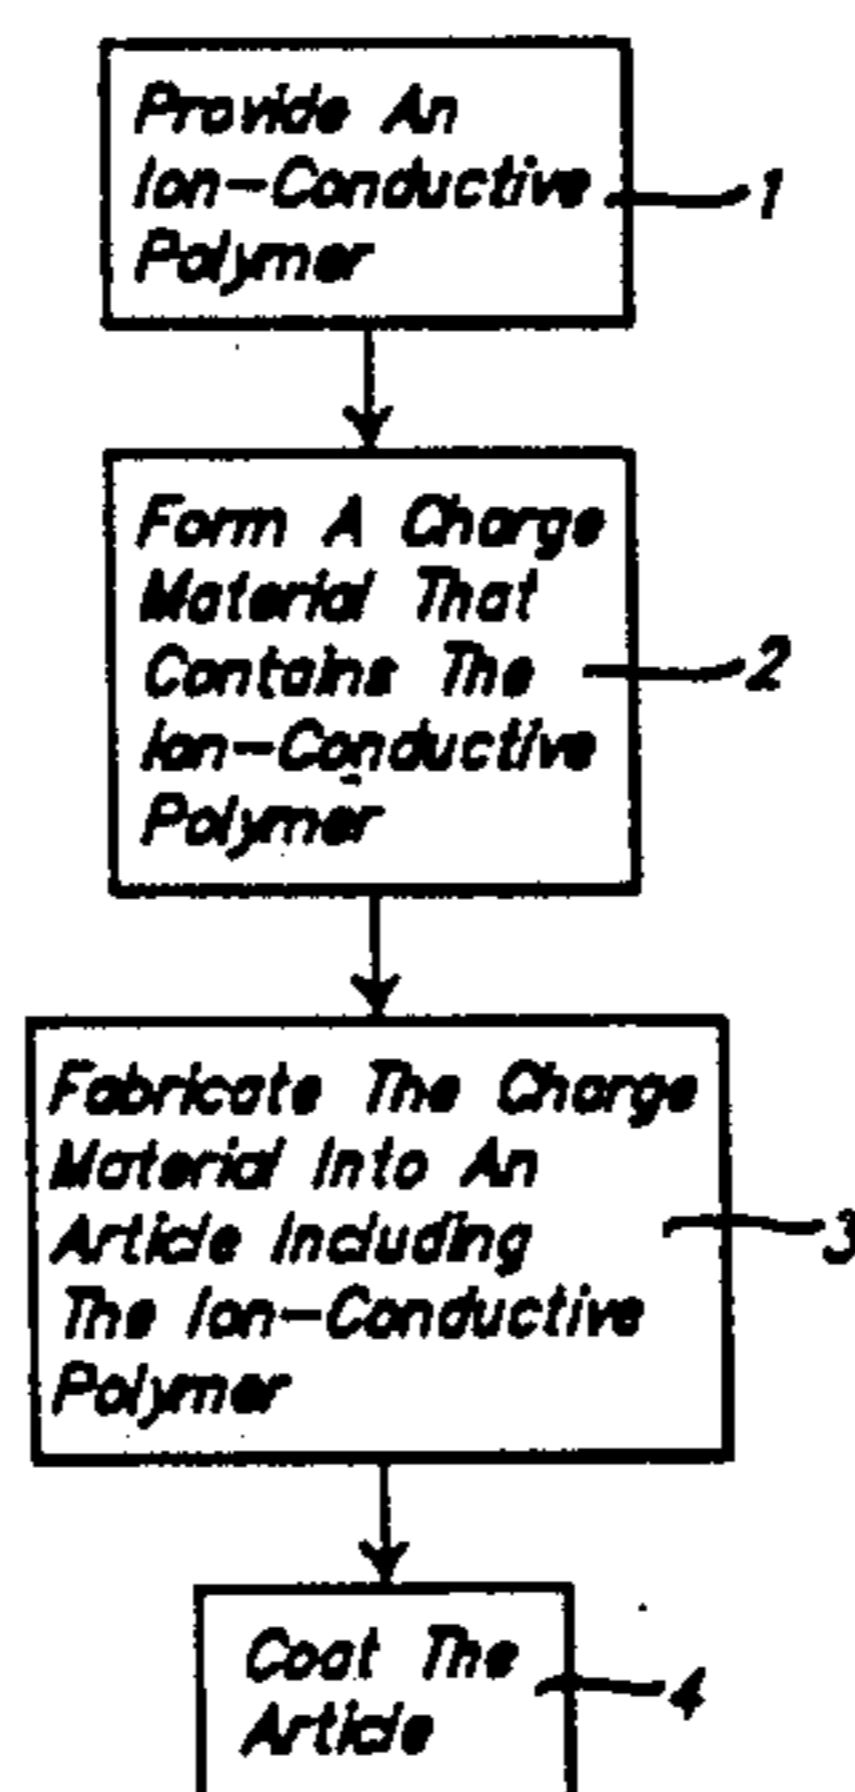 Provide An
Ion-Conductive
Polymer
1
Form A Charge
Material That
Contains The
Ion-Conductive
Polymer
2
Fabricate The Charge
Material Into An
Article Including
The Ion-Conductive
Polymer
3
Coat The
Article
4